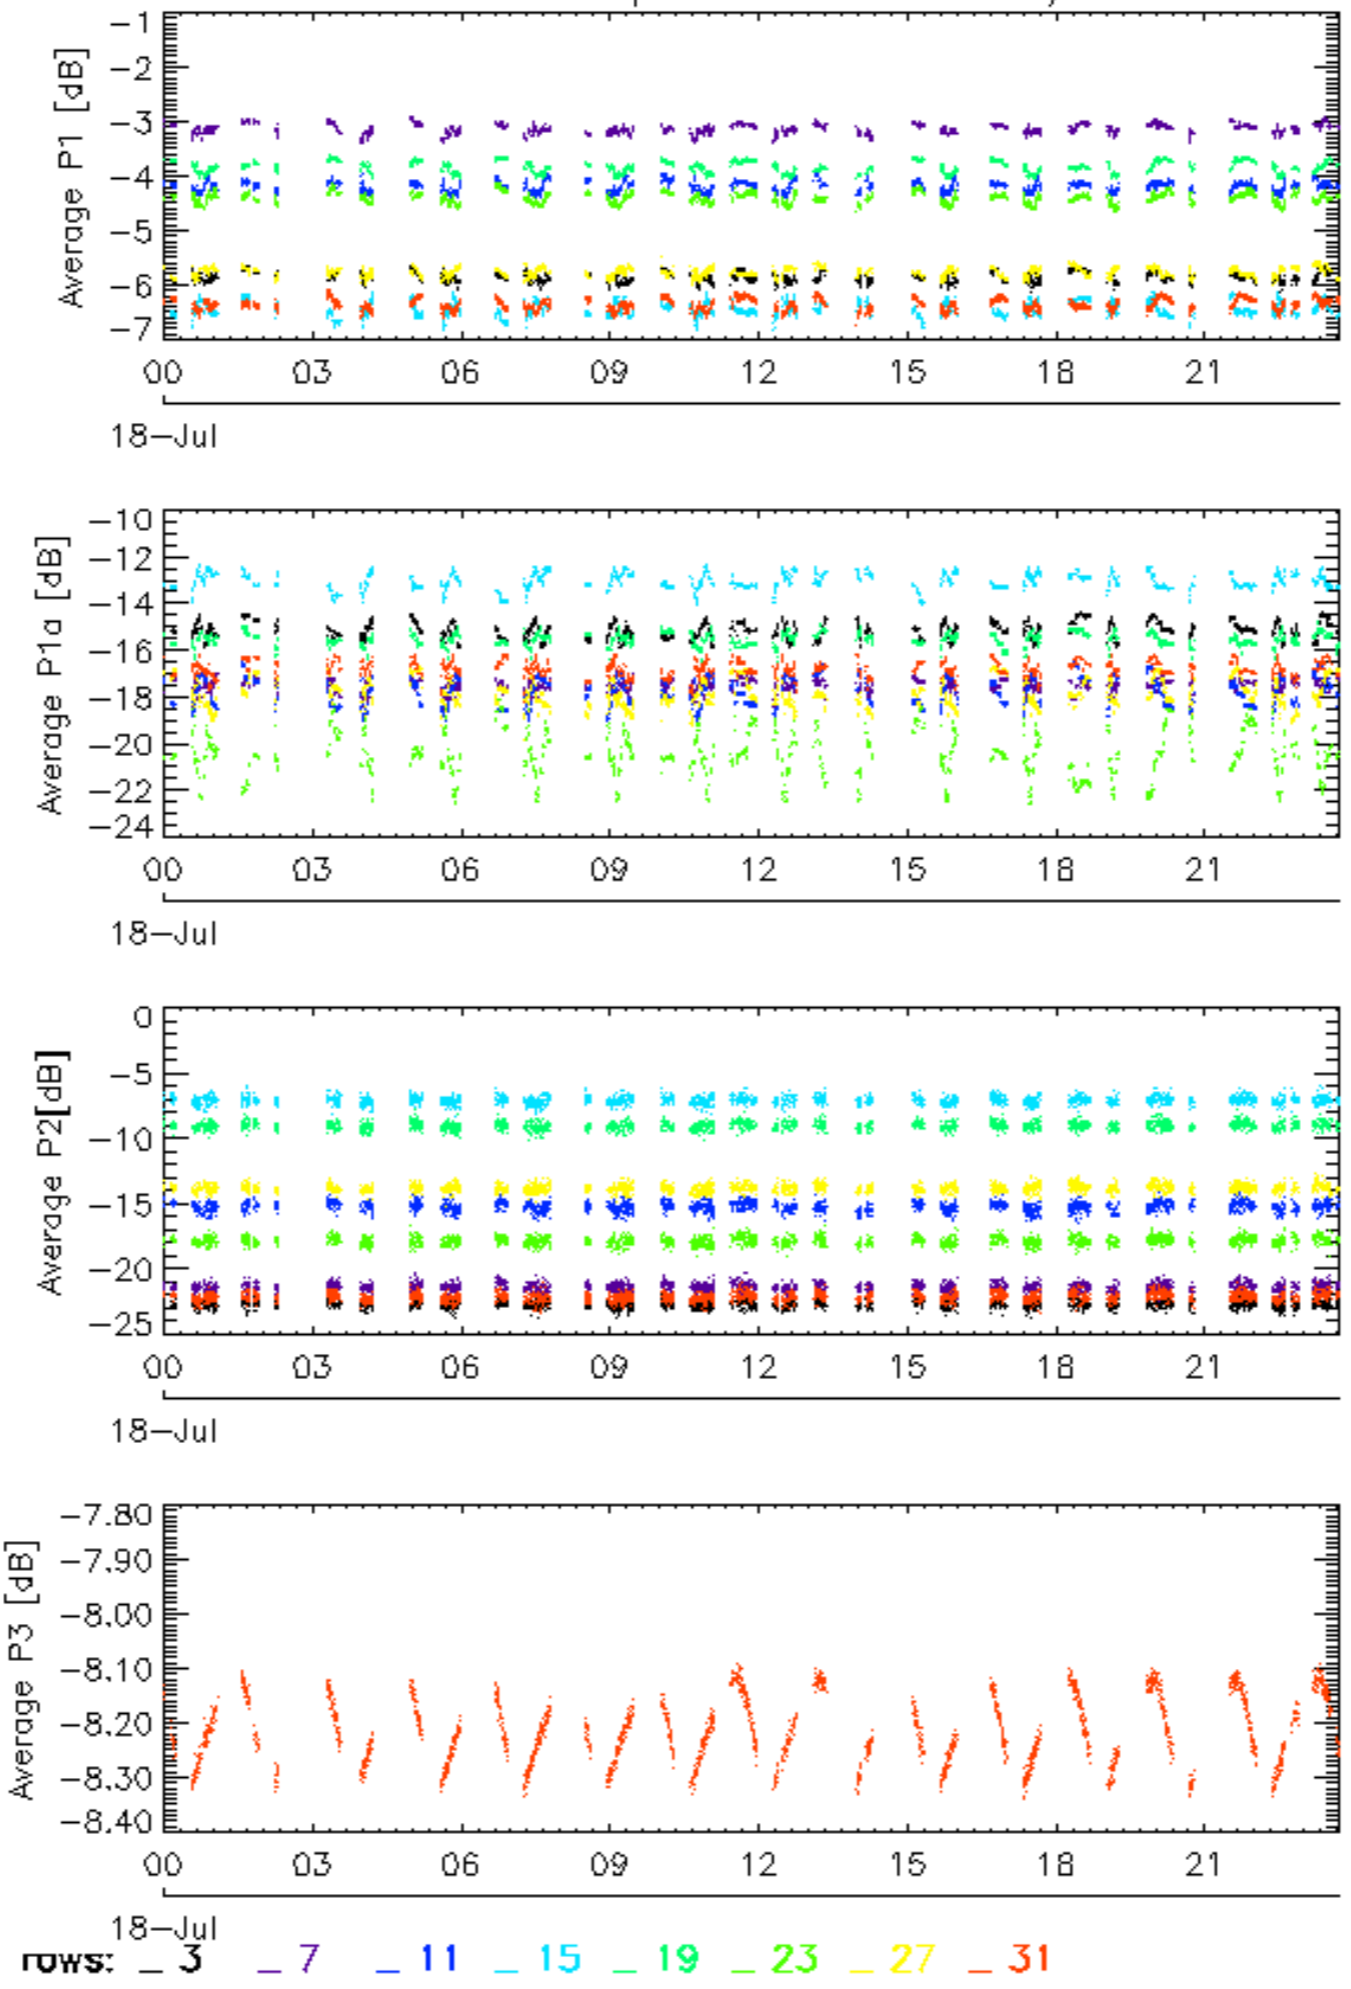 Average P1 [dB]
-1
-2
-3
-4
-5
-6
-7
00 03 06 09 12 15 18 21
18-Jul
Average P1a [dB]
-10
-12
-14
-16
-18
-20
-22
-24
00 03 06 09 12 15 18 21
18-Jul
Average P2[dB]
0
-5
-10
-15
-20
-25
00 03 06 09 12 15 18 21
18-Jul
Average P3 [dB]
-7.80
-7.90
-8.00
-8.10
-8.20
-8.30
-8.40
00 03 06 09 12 15 18 21
18-Jul
rows: _ 3 _ 7 _ 11 _ 15 _ 19 _ 23 _ 27 _ 31